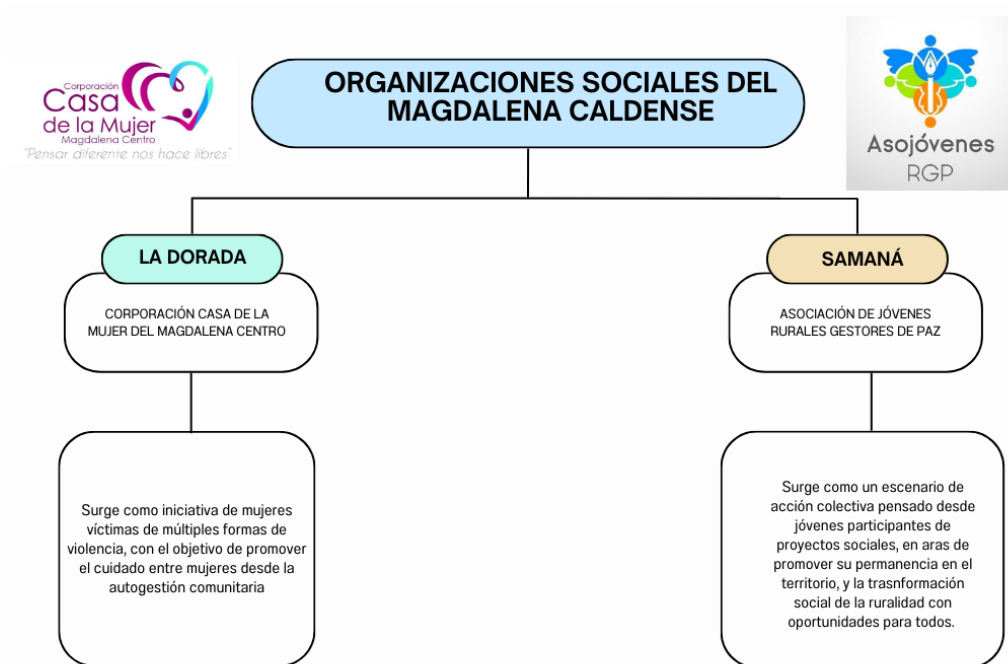 Corporación
Casa
de la Mujer
Magdalena Centro
"Pensar diferente nos hace libres"
ORGANIZACIONES SOCIALES DEL
MAGDALENA CALDENSE
Asojóvenes
RGP
LA DORADA
CORPORACIÓN CASA DE LA
MUJER DEL MAGDALENA CENTRO
Surge como iniciativa de mujeres
víctimas de múltiples formas de
violencia, con el objetivo de promover
el cuidado entre mujeres desde la
autogestión comunitaria
SAMANÁ
ASOCIACIÓN DE JÓVENES
RURALES GESTORES DE PAZ
Surge como un escenario de
acción colectiva pensado desde
jóvenes participantes de
proyectos sociales, en aras de
promover su permanencia en el
territorio, y la trasnformación
social de la ruralidad con
oportunidades para todos.